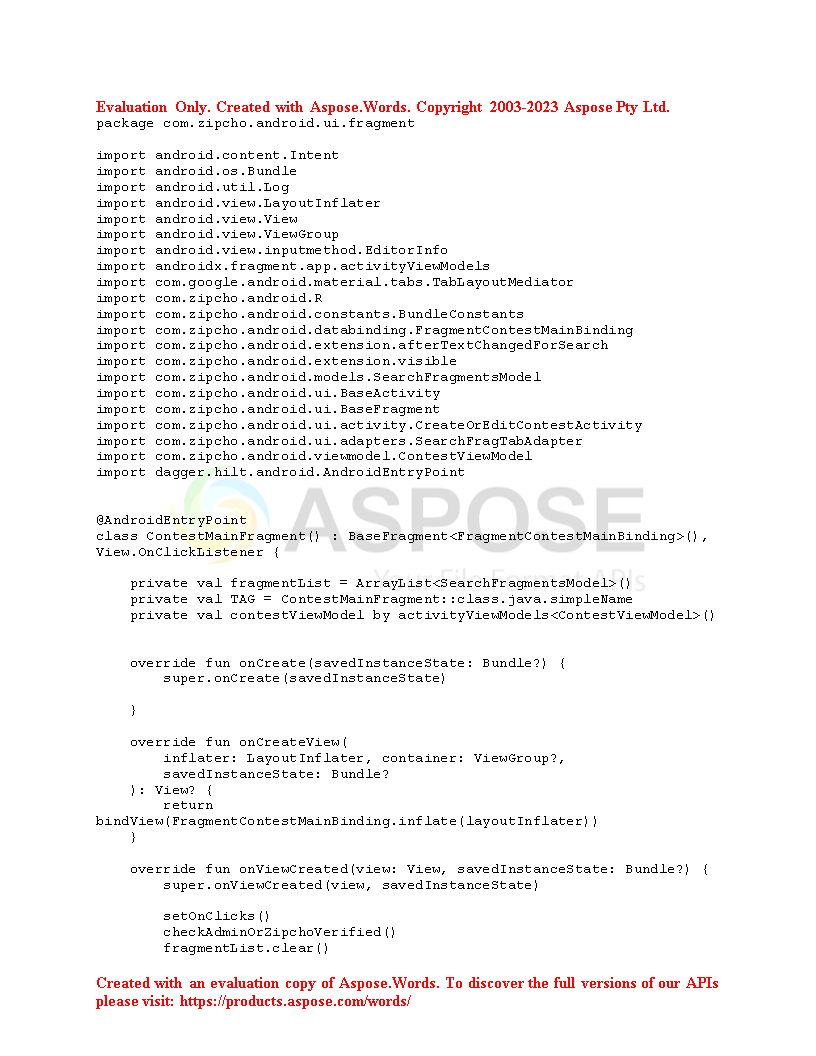 Evaluation Only. Created with Aspose.Words. Copyright 2003-2023 Aspose Pty Ltd.
package com.zipcho.android.ui.fragment
import android.content.Intent
import android.os.Bundle
import android.util.Log
import android.view.LayoutInflater
import android.view.View
import android.view.ViewGroup
import android.view.inputmethod.EditorInfo
import androidx.fragment.app.activityViewModels
import com.google.android.material.tabs.TabLayoutMediator
import com.zipcho.android.R
import com.zipcho.android.constants.BundleConstants
import com.zipcho.android.databinding.FragmentContestMainBinding
import com.zipcho.android.extension.afterTextChangedForSearch
import com.zipcho.android.extension.visible
import com.zipcho.android.models.SearchFragmentsModel
import com.zipcho.android.ui.BaseActivity
import com.zipcho.android.ui.BaseFragment
import com.zipcho.android.ui.activity.CreateOrEditContestActivity
import com.zipcho.android.ui.adapters.SearchFragTabAdapter
import com.zipcho.android.viewmodel.ContestViewModel
import dagger.hilt.android.AndroidEntryPoint
ASPOSE
@AndroidEntryPoint
class ContestMainFragment() : BaseFragment<FragmentContestMainBinding>(),
View.OnClickListener {
Your File Format APIs
    private val fragmentList = ArrayList<SearchFragmentsModel>()
    private val TAG = ContestMainFragment::class.java.simpleName
    private val contestViewModel by activityViewModels<ContestViewModel>()
    override fun onCreate(savedInstanceState: Bundle?) {
        super.onCreate(savedInstanceState)
    }
    override fun onCreateView(
        inflater: LayoutInflater, container: ViewGroup?,
        savedInstanceState: Bundle?
    ): View? {
        return
bindView(FragmentContestMainBinding.inflate(layoutInflater))
    }
    override fun onViewCreated(view: View, savedInstanceState: Bundle?) {
        super.onViewCreated(view, savedInstanceState)
        setOnClicks()
        checkAdminOrZipchoVerified()
        fragmentList.clear()
Created with an evaluation copy of Aspose.Words. To discover the full versions of our APIs
please visit: https://products.aspose.com/words/